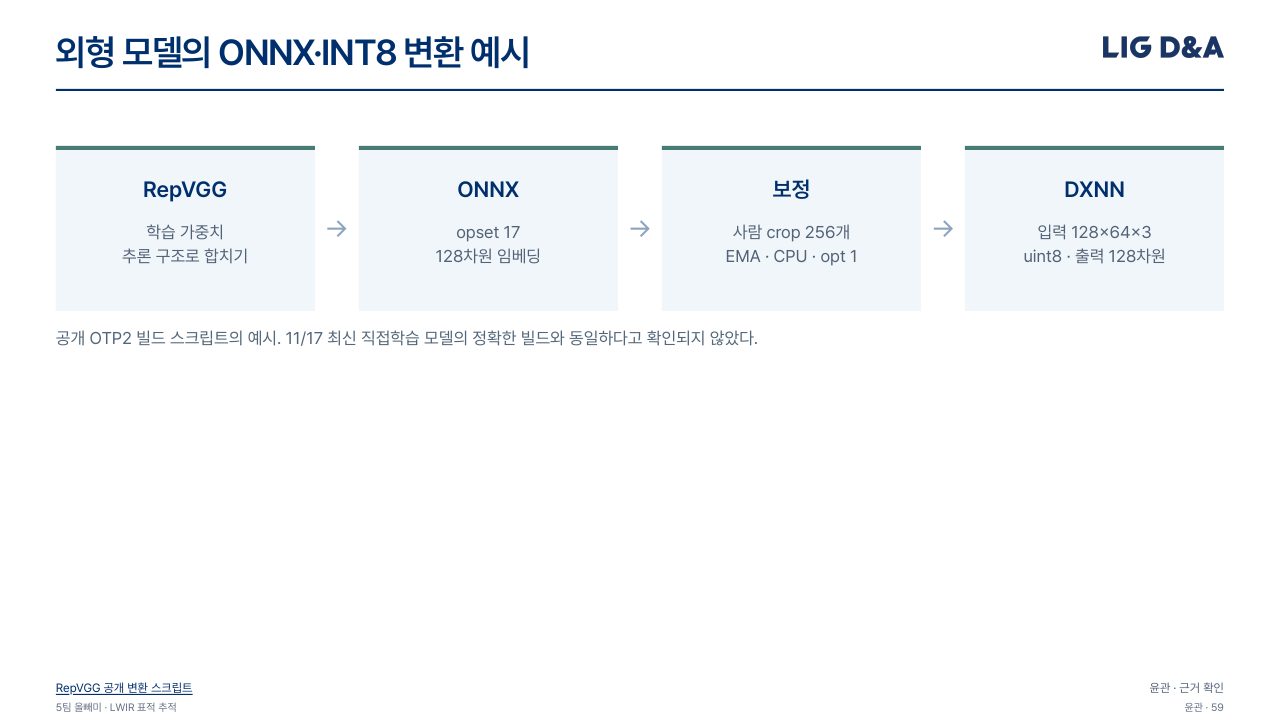 외형 모델의 ONNX·INT8 변환 예시
LIG D&A
RepVGG
학습 가중치
추론 구조로 합치기
→
ONNX
opset 17
128차원 임베딩
→
보정
사람 crop 256개
EMA · CPU · opt 1
→
DXNN
입력 128×64×3
uint8 · 출력 128차원
공개 OTP2 빌드 스크립트의 예시. 11/17 최신 직접학습 모델의 정확한 빌드와 동일하다고 확인되지 않았다.
RepVGG 공개 변환 스크립트
5팀 올빼미 · LWIR 표적 추적
윤관 · 근거 확인
윤관 · 59